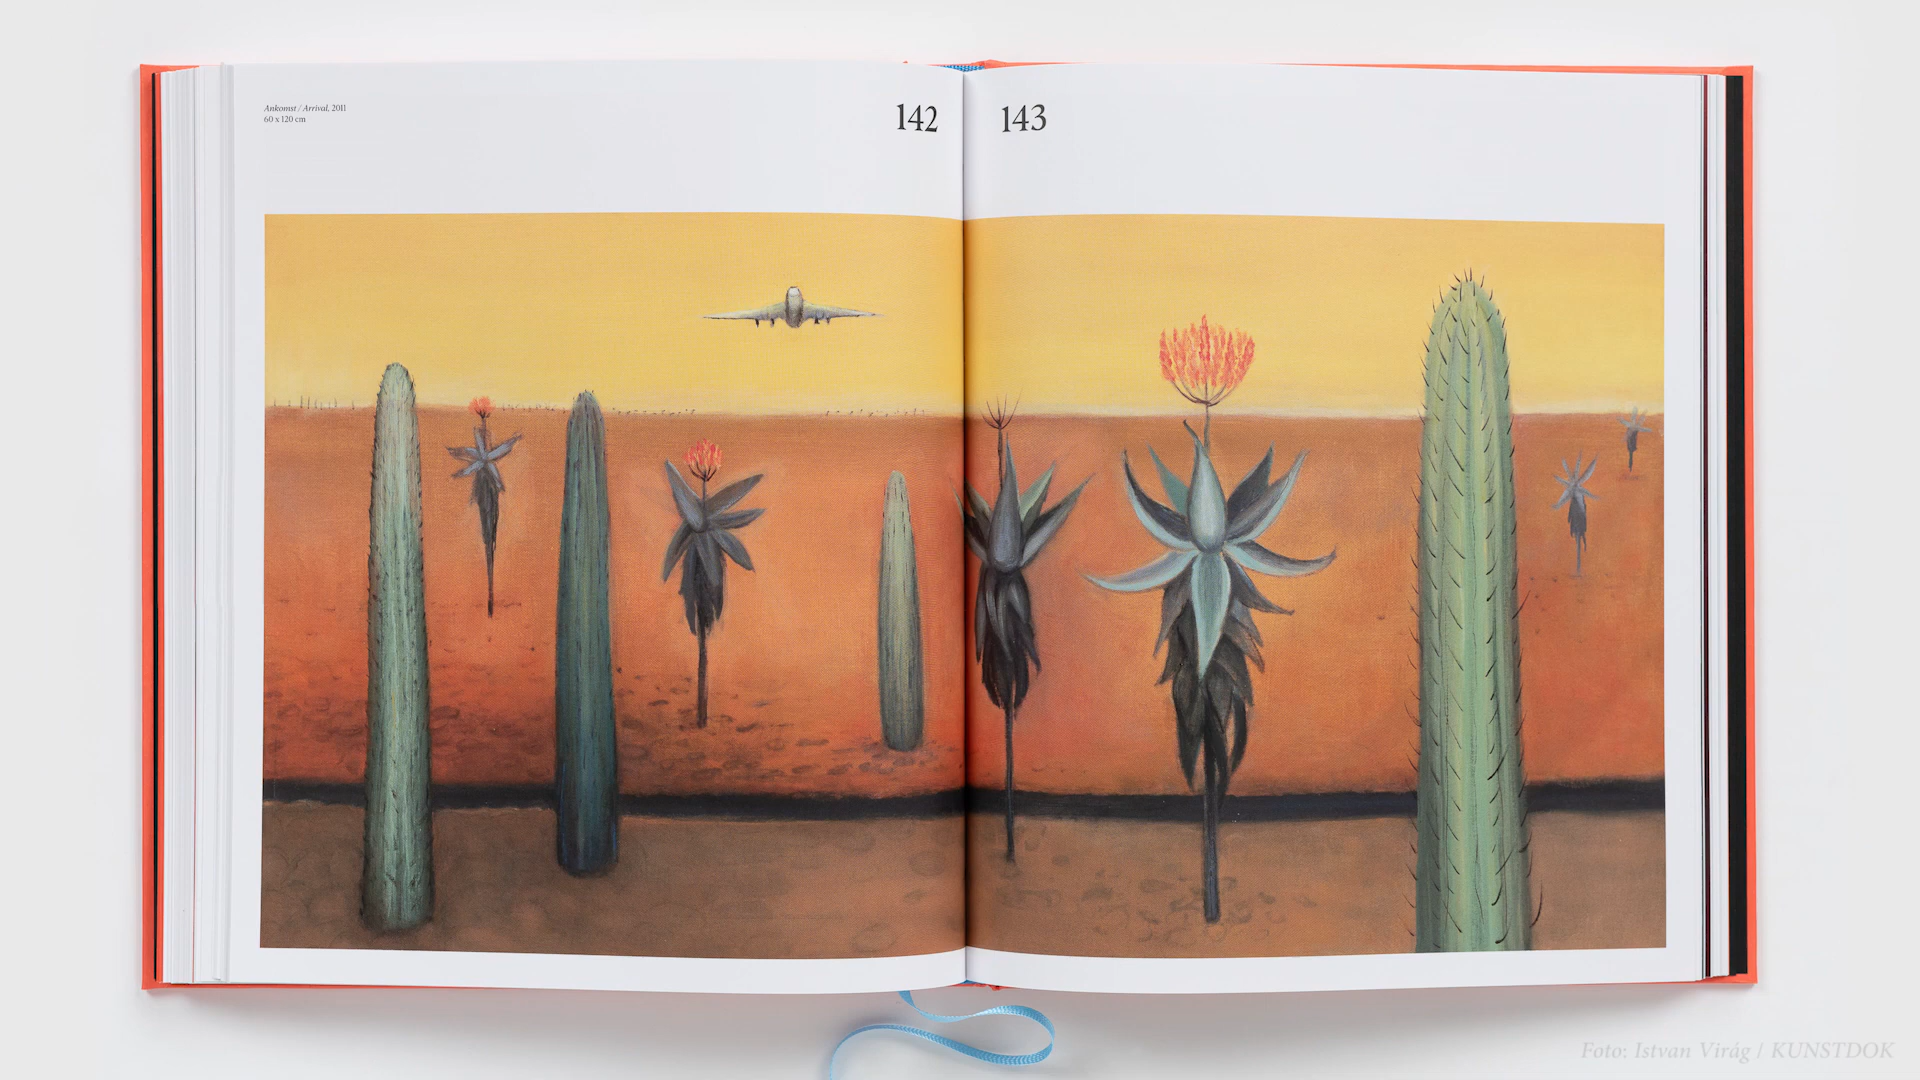 Ankomst / Arrival, 2011
60 x 120 cm
142
143
Foto: Istvan Virág / KUNSTDOK